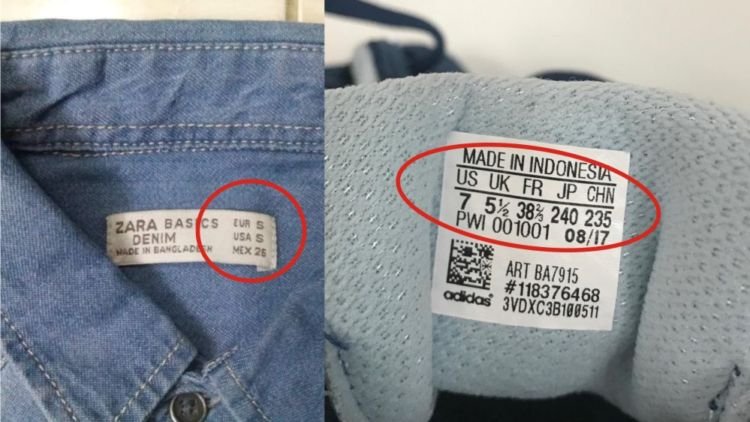 ZARA BASICS
DENIM
MADE IN BANGLADESH
EUR S
USA S
MEX 26
MADE IN INDONESIA
US UK FR JP CHN
7 5½ 38⅔ 240 235
PWI 001001 08/17
ART BA7915
#118376468
adidas
3VDXC3B100511